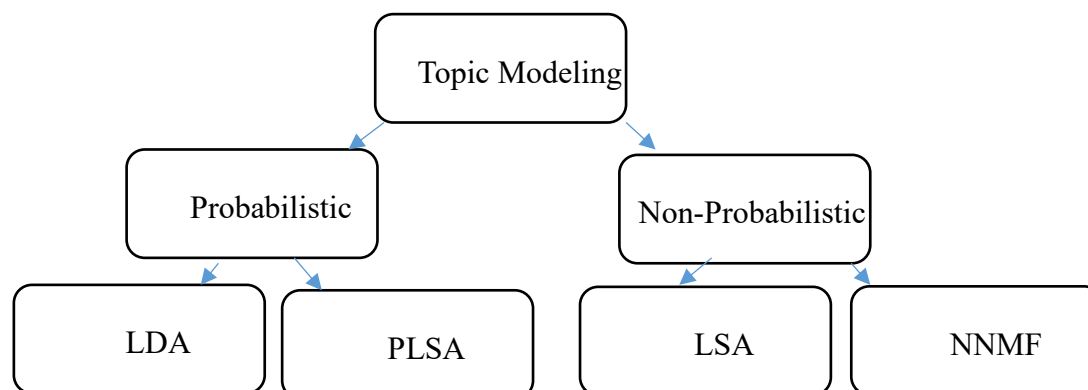 Topic Modeling
Probabilistic
Non-Probabilistic
LDA
PLSA
LSA
NNMF